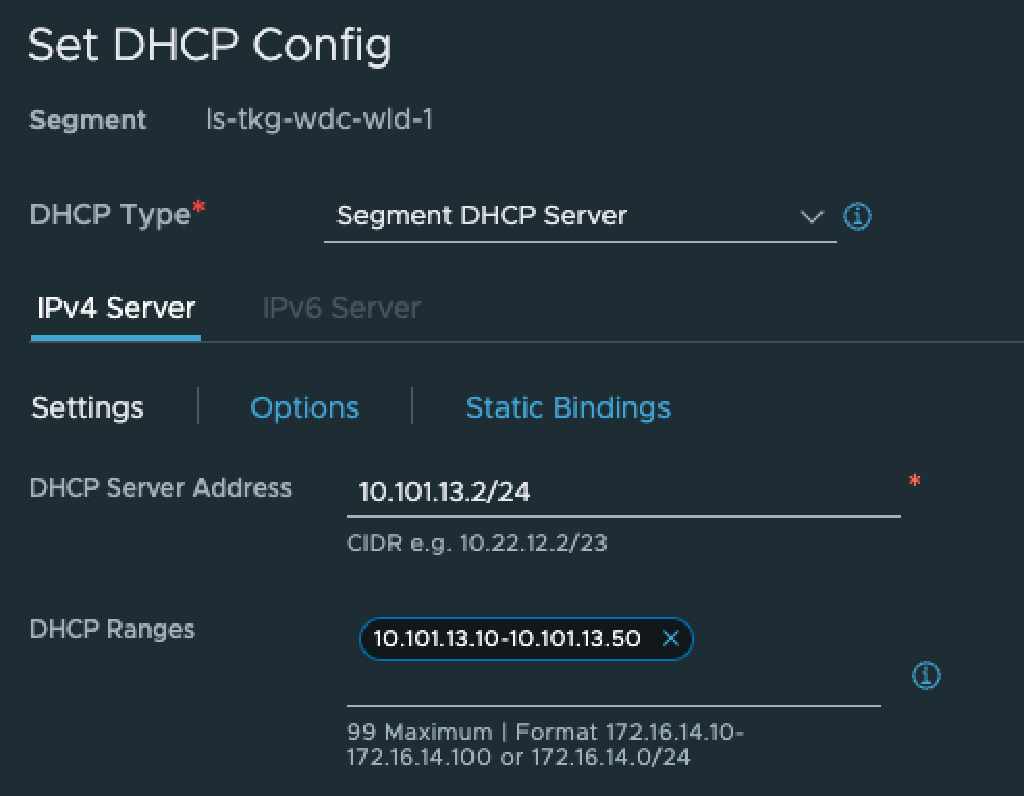 Set DHCP Config
Segment ls-tkg-wdc-wld-1
DHCP Type* Segment DHCP Server
IPv4 Server IPv6 Server
Settings Options Static Bindings
DHCP Server Address 10.101.13.2/24 *
CIDR e.g. 10.22.12.2/23
DHCP Ranges 10.101.13.10-10.101.13.50
99 Maximum | Format 172.16.14.10-
172.16.14.100 or 172.16.14.0/24